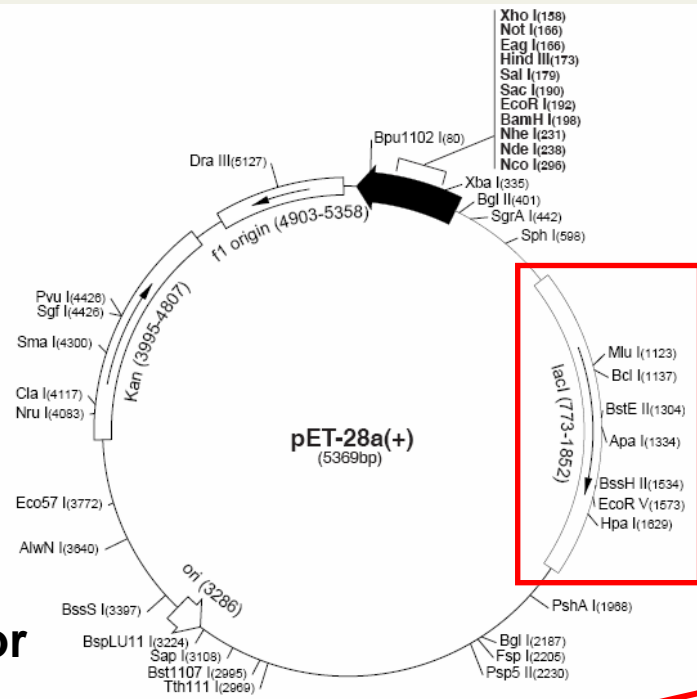 Xho I(158)
Not I(166)
Eag I(166)
Hind III(173)
Sal I(179)
Sac I(190)
EcoR I(192)
BamH I(198)
Nhe I(231)
Nde I(238)
Nco I(296)
Bpu1102 I(80)
Dra III(5127)
Xba I(335)
Bgl II(401)
SgrA I(442)
Sph I(598)
f1 origin (4903-5358)
Pvu I(4426)
Sgf I(4426)
Sma I(4300)
Kan (3995-4807)
Cla I(4117)
Nru I(4083)
Mlu I(1123)
Bcl I(1137)
BstE II(1304)
Apa I(1334)
lacI (773-1852)
BssH II(1534)
EcoR V(1573)
Hpa I(1629)
pET-28a(+)
(5369bp)
Eco57 I(3772)
AlwN I(3640)
ori (3286)
BssS I(3397)
PshA I(1968)
or
BspLU11 I(3224)
Sap I(3108)
Bst1107 I(2995)
Tth111 I(2969)
Bgl I(2187)
Fsp I(2205)
Psp5 II(2230)